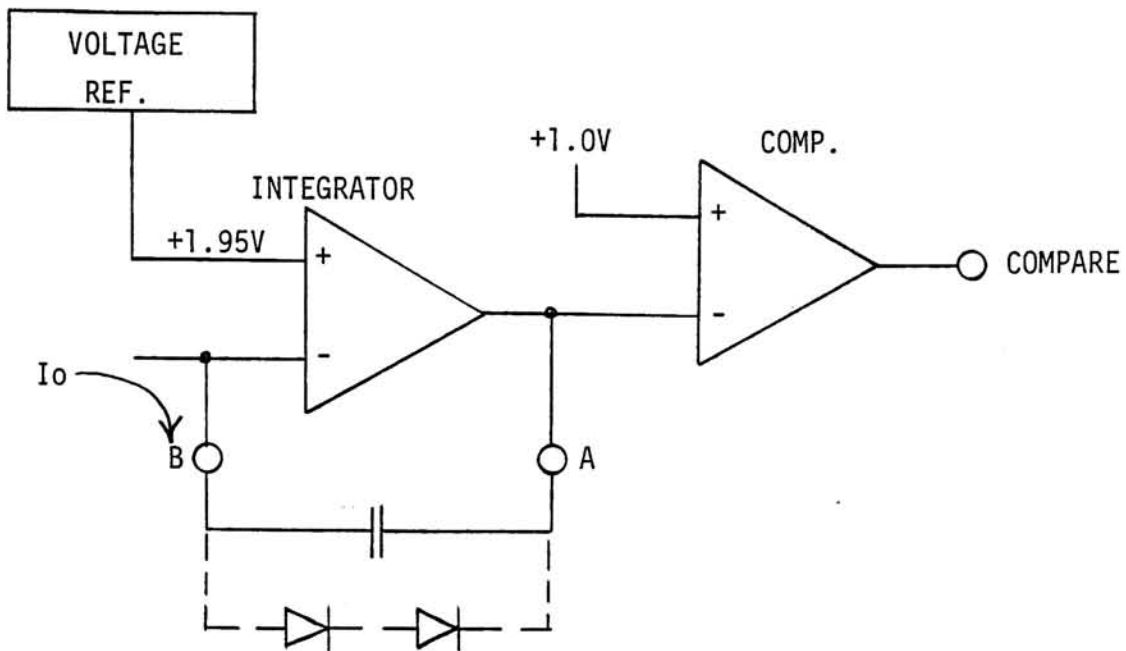 VOLTAGE
REF.
+1.0V
COMP.
INTEGRATOR
+1.95V
+
-
+
-
COMPARE
Io
B
A